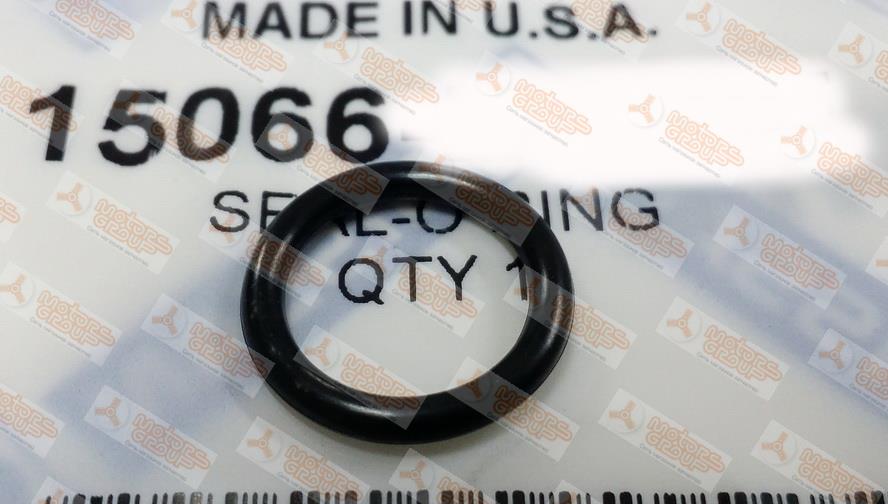 MADE IN U.S.A.
15066-
SEAL-O RING
QTY 1